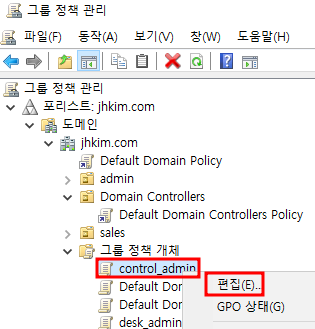 그룹 정책 관리
파일(F) 동작(A) 보기(V) 창(W) 도움말(H)
그룹 정책 관리
포리스트: jhkim.com
도메인
jhkim.com
Default Domain Policy
admin
Domain Controllers
Default Domain Controllers Policy
sales
그룹 정책 개체
control_admin
편집(E)...
Default Dor
GPO 상태(G)
Default Dor
desk_admin